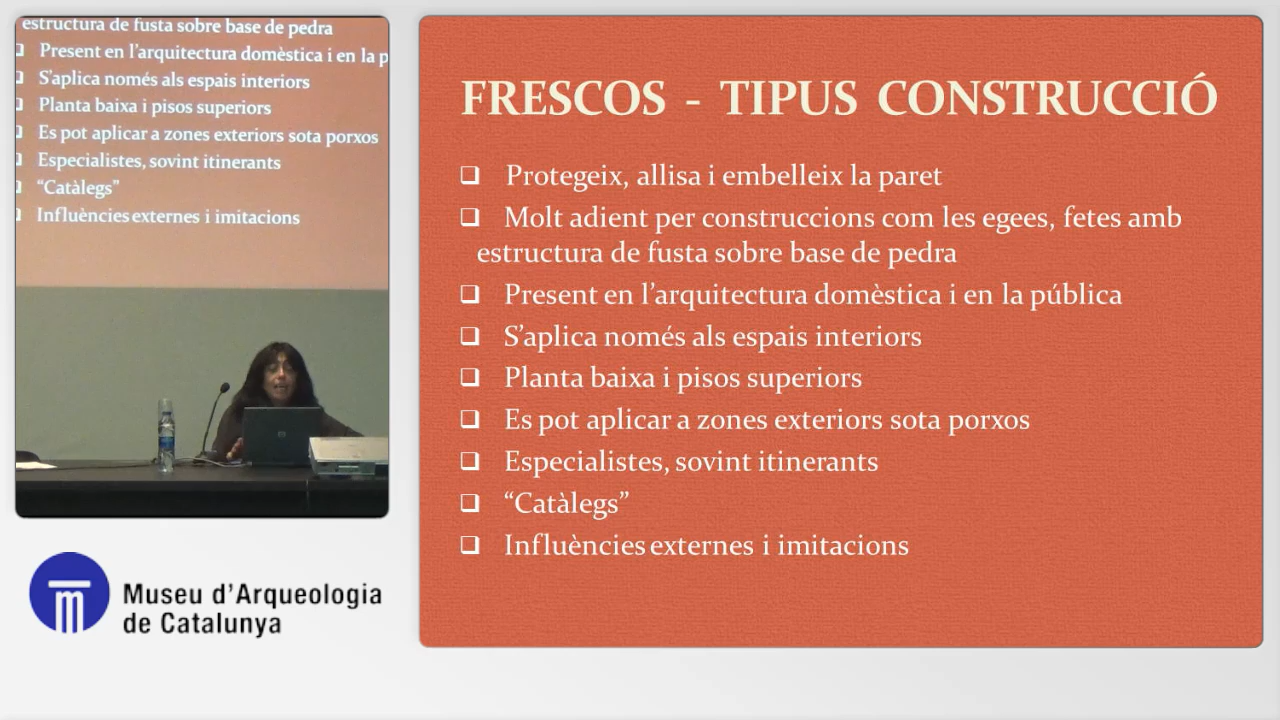 estructura de fusta sobre base de pedra
Present en l'arquitectura domèstica i en la p
S'aplica només als espais interiors
Planta baixa i pisos superiors
Es pot aplicar a zones exteriors sota porxos
Especialistes, sovint itinerants
“Catàlegs”
Influències externes i imitacions
Museu d'Arqueologia
de Catalunya
FRESCOS - TIPUS CONSTRUCCIÓ
Protegeix, allisa i embelleix la paret
Molt adient per construccions com les egees, fetes amb
estructura de fusta sobre base de pedra
Present en l’arquitectura domèstica i en la pública
S’aplica només als espais interiors
Planta baixa i pisos superiors
Es pot aplicar a zones exteriors sota porxos
Especialistes, sovint itinerants
“Catàlegs”
Influències externes i imitacions